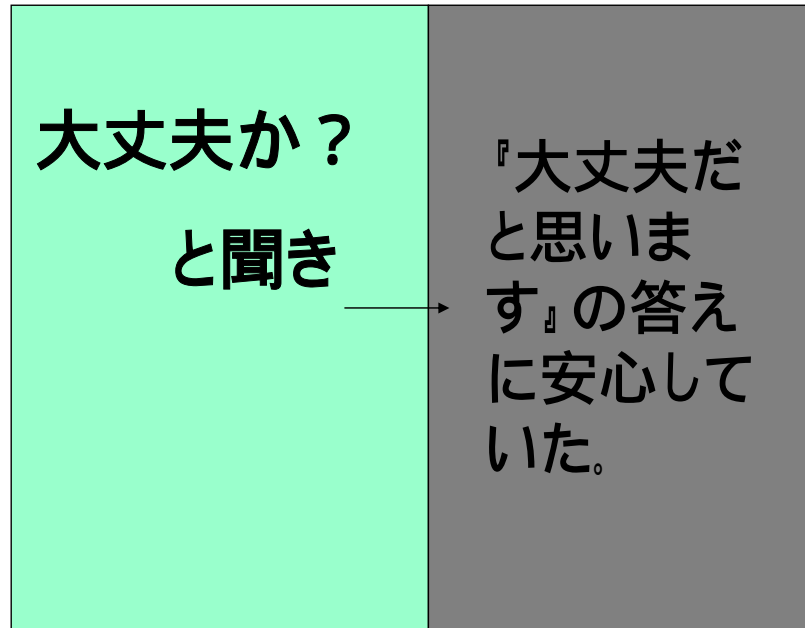 大丈夫か？
と聞き
『大丈夫だ
と思いま
す』の答え
に安心して
いた。